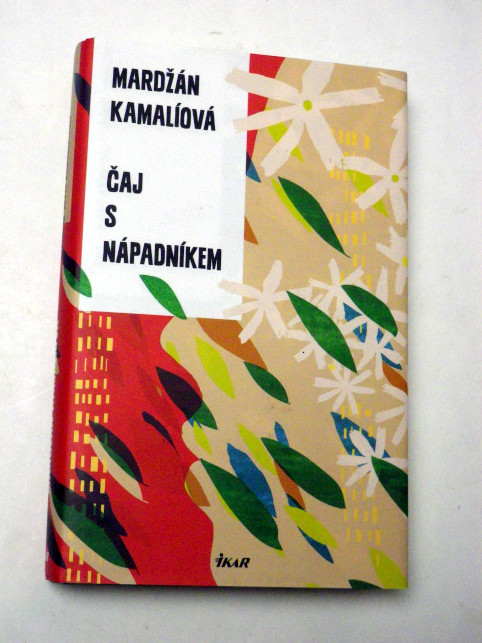 MARDŽÁN
KAMALÍOVÁ
ČAJ
S
NÁPADNÍKEM
IKAR